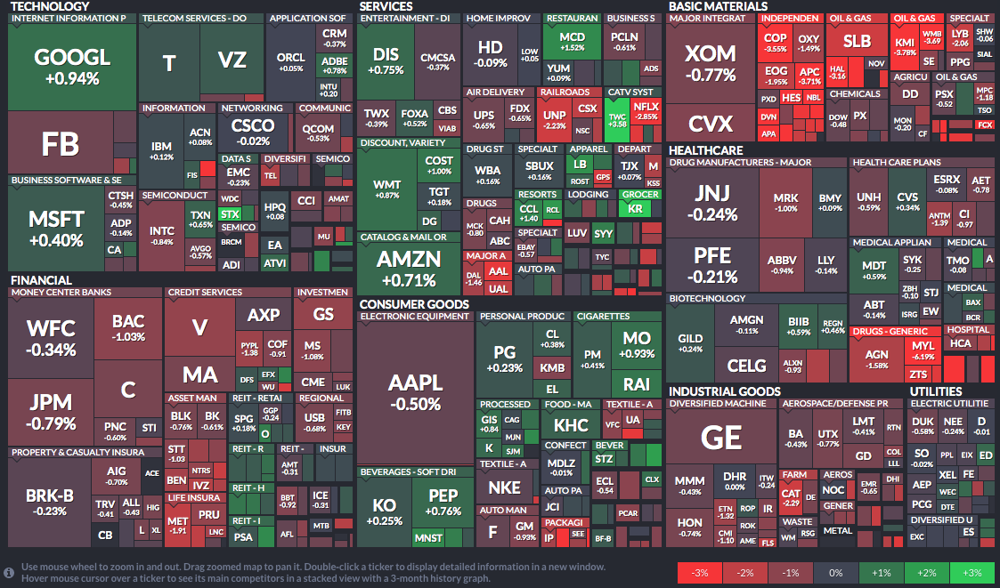 TECHNOLOGY
INTERNET INFORMATION P
GOOGL
+0.94%
FB
TELECOM SERVICES - DO
T
VZ
APPLICATION SOF
ORCL
+0.05%
CRM
-0.37%
ADBE
+0.78%
INTU
+0.20
BUSINESS SOFTWARE & SE
MSFT
+0.40%
CTSH
-0.45%
ADP
-0.14%
CA
INFORMATION
IBM
+0.12%
ACN
+0.08%
FIS
NETWORKING
CSCO
-0.02%
COMMUNIC
QCOM
-0.53%
SEMICONDUCT
INTC
-0.84%
TXN
+0.65%
AVGO
-0.57%
DATA S
EMC
-0.23%
WDC
STX
DIVERSIFI
TEL
HPQ
+0.08
EA
ATVI
SEMICO
CCI
AMAT
MU
SEMICO
BRCM
ADI
FINANCIAL
MONEY CENTER BANKS
WFC
-0.34%
JPM
-0.79%
BAC
-1.03%
C
PNC
-0.60%
STI
CREDIT SERVICES
V
MA
AXP
PYPL
-1.38
COF
-0.91
DFS
EFX
WU
INVESTMEN
GS
MS
-1.08%
CME
LUK
PROPERTY & CASUALTY INSURA
BRK-B
-0.23%
AIG
-0.70%
ACE
TRV
-0.41
ALL
-0.43
HIG
CB
L
XL
ASSET MAN
BLK
-0.76%
BK
-0.61%
STT
-1.03
NTRS
BEN
IVZ
LIFE INSURA
MET
-1.91
PRU
LNC
REIT - RETAI
SPG
+0.18%
GGP
-0.24
O
REIT - R
REIT - H
REIT - I
PSA
REGIONAL
USB
-0.68%
FITB
KEY
REIT -
AMT
-0.31
INSUR
BBT
-0.92
ICE
-0.31
AFL
MTB
SERVICES
ENTERTAINMENT - DI
DIS
+0.75%
CMCSA
-0.37%
TWX
-0.39%
FOXA
+0.52%
CBS
VIAB
HOME IMPROV
HD
-0.09%
LOW
+0.05
RESTAURAN
MCD
+1.52%
YUM
+0.09%
BUSINESS S
PCLN
-0.61%
ADS
AIR DELIVERY
UPS
-0.65%
FDX
-0.65%
RAILROADS
UNP
-2.23%
CSX
NSC
CATV SYST
TWC
+3.58
NFLX
-2.85%
DISCOUNT, VARIETY
WMT
+0.87%
COST
+1.00%
TGT
+0.18%
DG
DRUG ST
WBA
+0.16%
SPECIALT
SBUX
+0.16%
APPAREL
LB
ROST
GPS
DEPART
TJX
+0.07%
M
KSS
DRUGS
MCK
-0.80
CAH
ABC
RESORTS
CCL
+1.40
RCL
LODGING
GROCER
KR
SPECIALT
EBAY
-0.57
LUV
SYY
TYC
CATALOG & MAIL OR
AMZN
+0.71%
MAJOR A
DAL
-1.46
AAL
UAL
AUTO PA
CONSUMER GOODS
ELECTRONIC EQUIPMENT
AAPL
-0.50%
PERSONAL PRODUC
PG
+0.23%
CL
+0.38%
KMB
EL
CIGARETTES
PM
+0.41%
MO
+0.93%
RAI
BEVERAGES - SOFT DRI
KO
+0.25%
PEP
+0.76%
MNST
PROCESSED
GIS
+0.84
CAG
MJN
K
SJM
FOOD - MA
KHC
TEXTILE - A
VFC
UA
TEXTILE - A
NKE
CONFECT
MDLZ
-0.01%
BEVER
STZ
ECL
-0.54
CLX
AUTO PA
JCI
PCAR
AUTO MAN
F
GM
-0.93%
PACKAGI
IP
SEE
BF-B
BASIC MATERIALS
MAJOR INTEGRAT
XOM
-0.77%
CVX
INDEPENDEN
COP
-3.55%
OXY
-1.49%
EOG
-1.95%
APC
-3.71%
PXD
HES
NBL
DVN
APA
OIL & GAS
SLB
HAL
-3.16
NOV
OIL & GAS
KMI
-3.78%
WMB
-3.69
SE
SPECIALT
LYB
-2.06
SHW
-0.06
PPG
SIAL
CHEMICALS
DOW
-0.48
PX
AGRICU
DD
MON
-0.20
CF
OIL & GAS
PSX
-0.52
MPC
-1.18
TSO
FCX
HEALTHCARE
DRUG MANUFACTURERS - MAJOR
JNJ
-0.24%
PFE
-0.21%
MRK
-1.00%
BMY
+0.09%
ABBV
-0.94%
LLY
-0.14%
HEALTH CARE PLANS
UNH
-0.59%
CVS
+0.34%
ESRX
-0.08%
AET
-0.78
ANTM
-1.39
CI
-0.97
BIOTECHNOLOGY
GILD
+0.24%
AMGN
-0.11%
CELG
BIIB
+0.59%
REGN
+0.46%
ALXN
-0.93
MEDICAL APPLIAN
MDT
+0.59%
SYK
-0.25
ABT
-0.14%
ZBH
-0.10
STJ
ISRG
EW
MEDICAL
TMO
-0.08
A
MEDICAL
BAX
BCR
DRUGS - GENERIC
AGN
-1.58%
MYL
-6.19%
ZTS
HOSPITAL
HCA
INDUSTRIAL GOODS
DIVERSIFIED MACHINE
GE
MMM
-0.43%
HON
-0.74%
DHR
0.00%
ITW
-0.24
ETN
-1.32
ROP
IR
CMI
-1.10
ROK
AME
FLS
AEROSPACE/DEFENSE PR
BA
-0.43%
UTX
-0.77%
LMT
-0.41%
RTN
GD
COL
LLL
FARM
CAT
-2.29
DE
AEROS
NOC
EMR
-0.65
DHI
GENER
WASTE
WM
RSG
METAL
UTILITIES
ELECTRIC UTILITIE
DUK
-0.58%
NEE
-0.24%
D
-0.01
SO
-0.02%
PPL
EIX
ED
AEP
XEL
FE
WEC
PCG
DTE
DIVERSIFIED U
EXC
ES
Use mouse wheel to zoom in and out. Drag zoomed map to pan it. Double-click a ticker to display detailed information in a new window.
Hover mouse cursor over a ticker to see its main competitors in a stacked view with a 3-month history graph.
-3%
-2%
-1%
0%
+1%
+2%
+3%